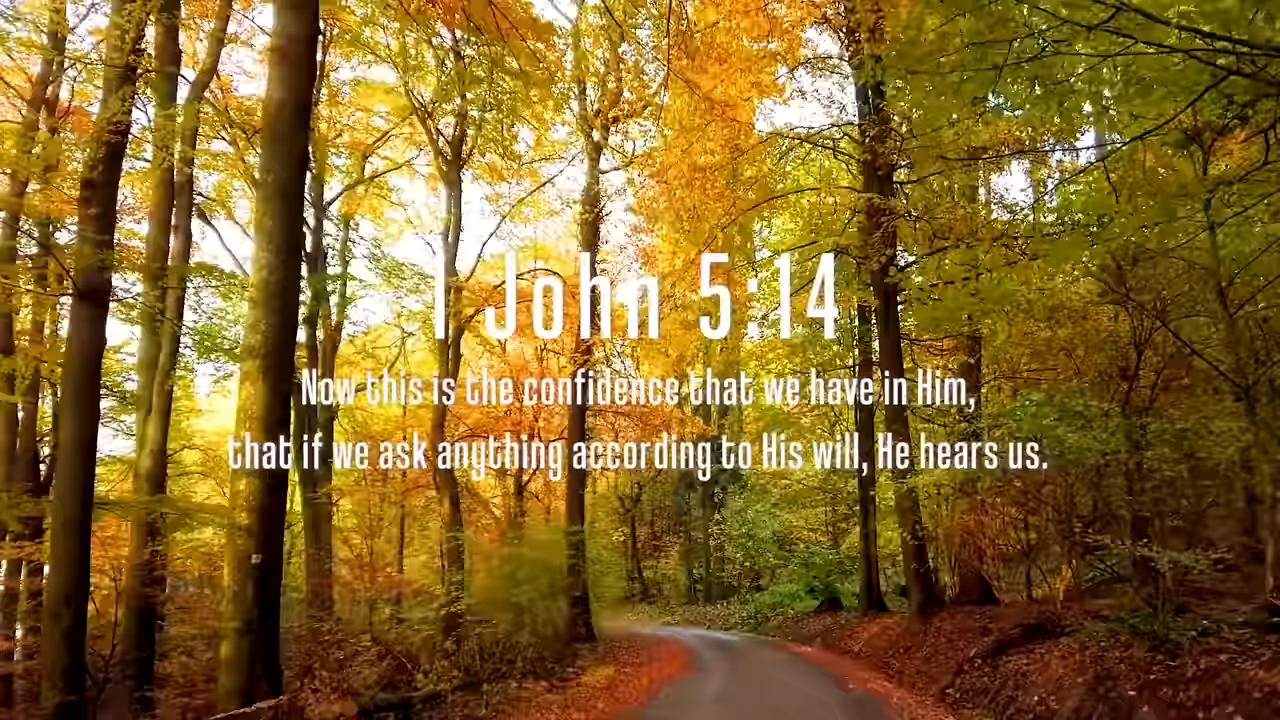 1 John 5:14
Now this is the confidence that we have in Him,
that if we ask anything according to His will, He hears us.